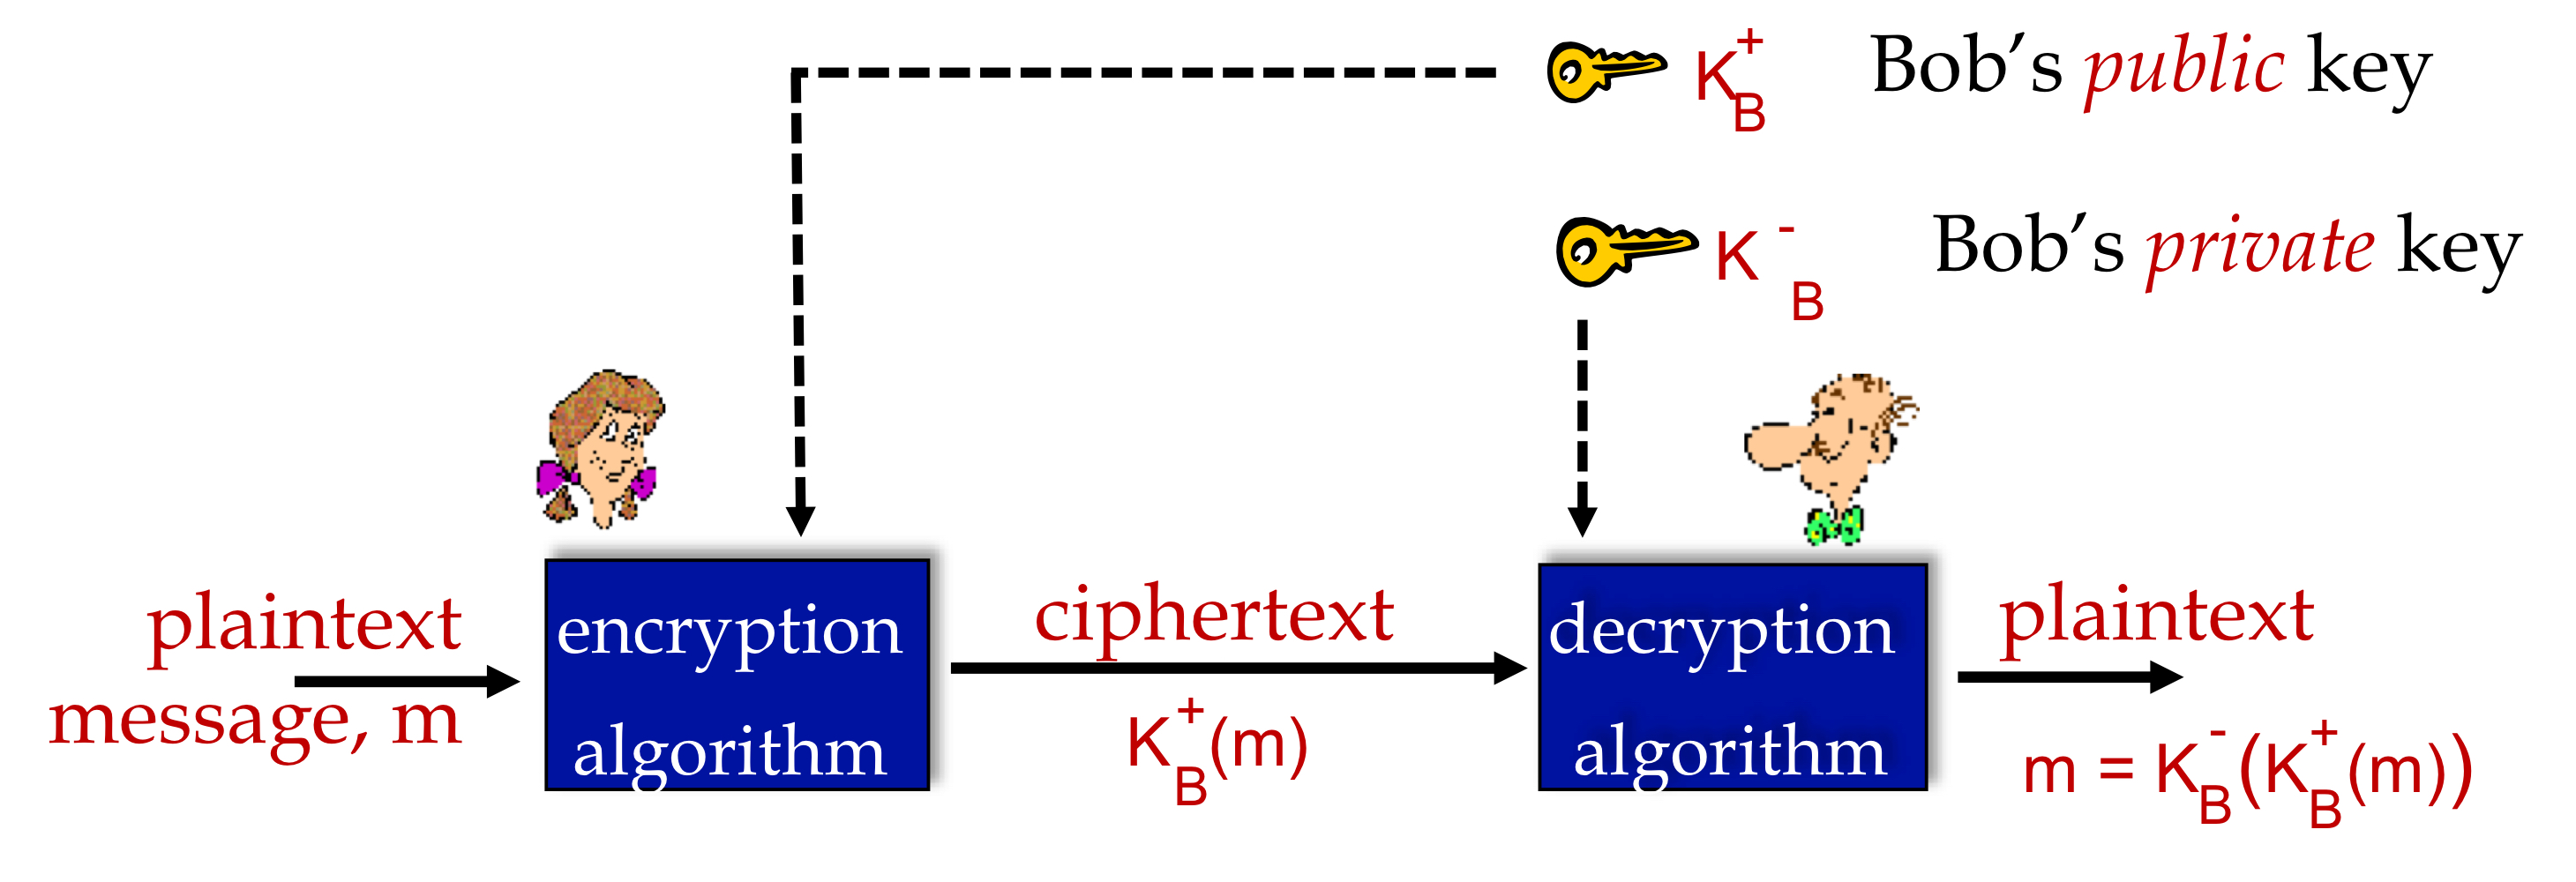 K_B^+ Bob’s public key
K_B^- Bob’s private key
plaintext
message, m
encryption
algorithm
ciphertext
K_B^+(m)
decryption
algorithm
plaintext
m = K_B^-(K_B^+(m))